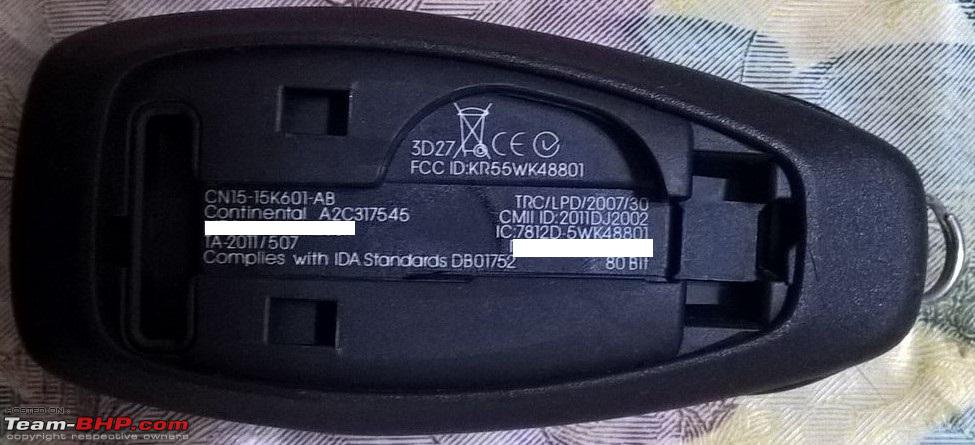 3D27 CE
FCC ID:KR55WK48801
CN15-15K601-AB
Continental A2C317545
TA-2011/507
Complies with IDA Standards DB01752
TRC/LPD/2007/30
CMII ID:2011DJ2002
IC:7812D-5WK48801
80 Bit
HOSTED ON :
Team-BHP.com
copyright respective owners